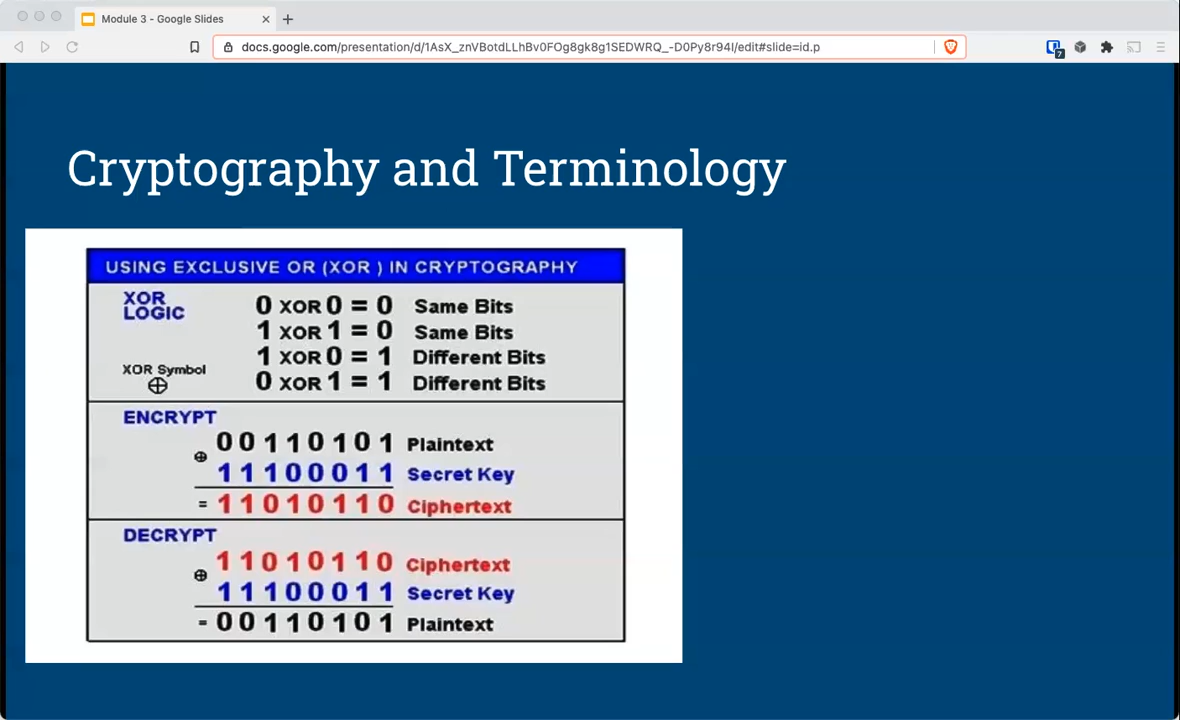 Module 3 - Google Slides
docs.google.com/presentation/d/1AsX_znVBotdLLhBv0FOg8gk8g1SEDWRQ_-D0Py8r94I/edit#slide=id.p
7
Cryptography and Terminology
USING EXCLUSIVE OR (XOR ) IN CRYPTOGRAPHY
XOR
LOGIC
0 XOR 0 = 0 Same Bits
1 XOR 1 = 0 Same Bits
1 XOR 0 = 1 Different Bits
0 XOR 1 = 1 Different Bits
XOR Symbol
⊕
ENCRYPT
00110101 Plaintext
⊕ 11100011 Secret Key
= 11010110 Ciphertext
DECRYPT
11010110 Ciphertext
⊕ 11100011 Secret Key
= 00110101 Plaintext